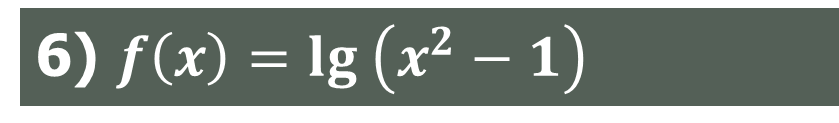 6) f(x) = lg (x² − 1)